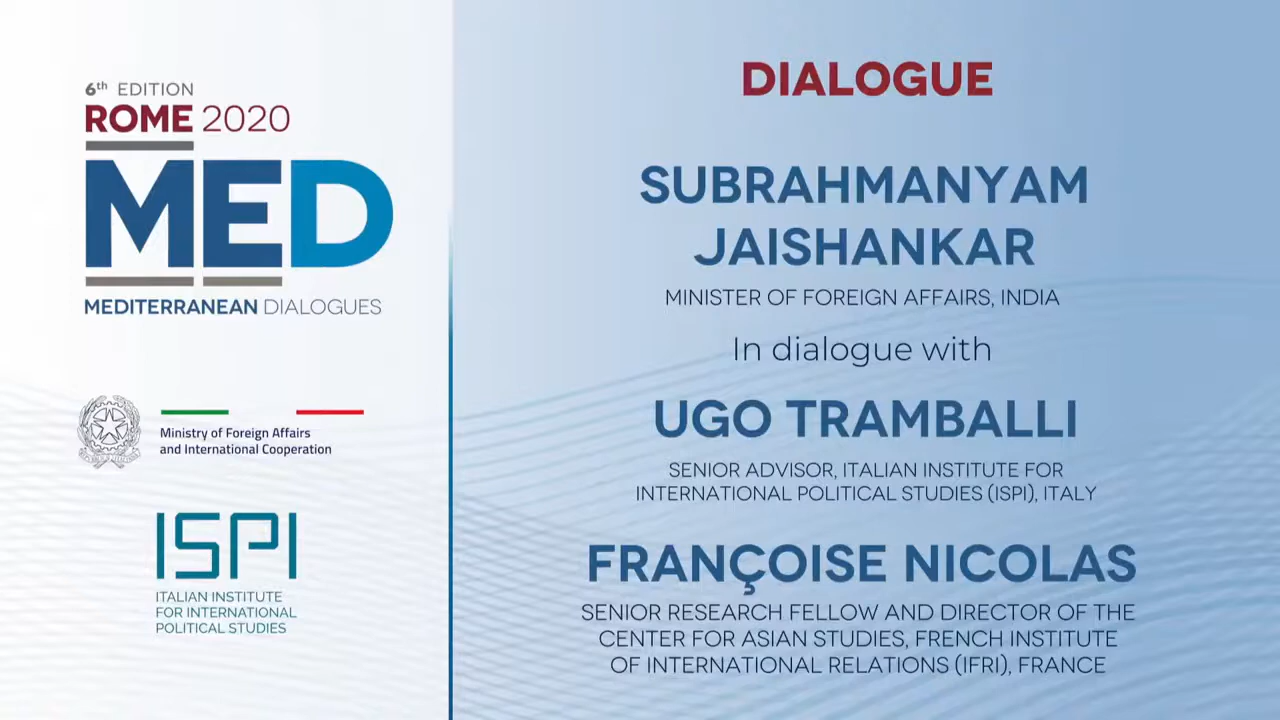 6th EDITION
ROME 2020
MED
MEDITERRANEAN DIALOGUES
Ministry of Foreign Affairs
and International Cooperation
ISPI
ITALIAN INSTITUTE
FOR INTERNATIONAL
POLITICAL STUDIES
DIALOGUE
SUBRAHMANYAM
JAISHANKAR
MINISTER OF FOREIGN AFFAIRS, INDIA
In dialogue with
UGO TRAMBALLI
SENIOR ADVISOR, ITALIAN INSTITUTE FOR
INTERNATIONAL POLITICAL STUDIES (ISPI), ITALY
FRANÇOISE NICOLAS
SENIOR RESEARCH FELLOW AND DIRECTOR OF THE
CENTER FOR ASIAN STUDIES, FRENCH INSTITUTE
OF INTERNATIONAL RELATIONS (IFRI), FRANCE